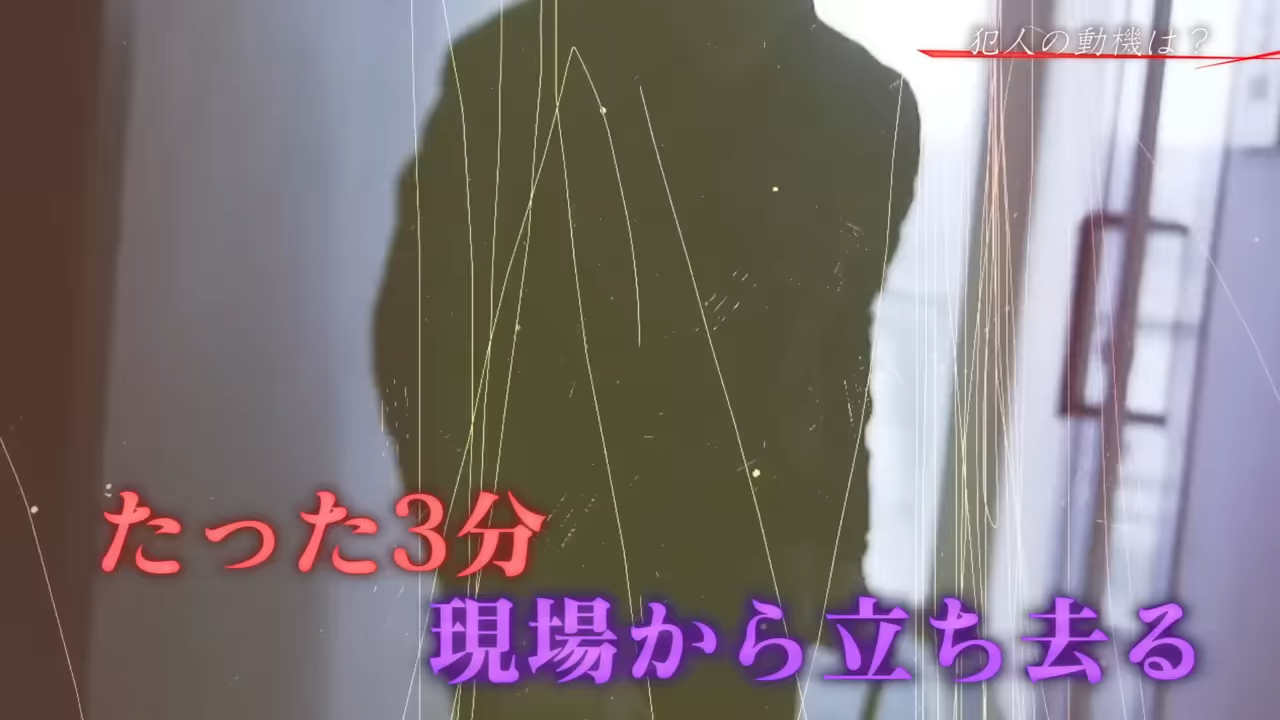 犯人の動機は？
たった3分
現場から立ち去る